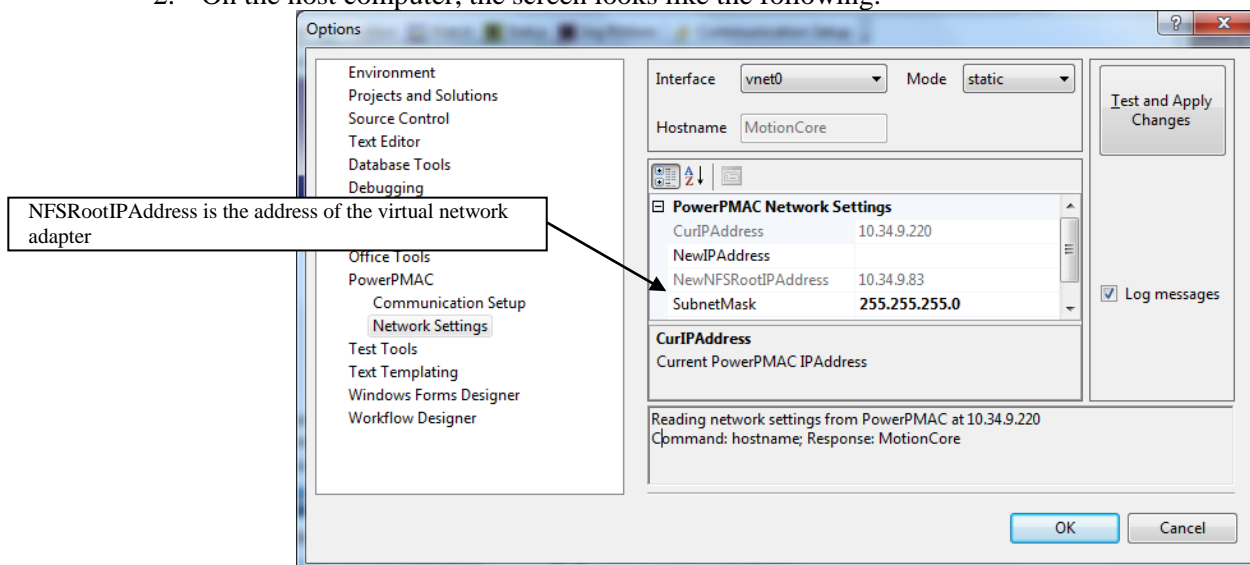 2. On the host computer, the screen looks like the following:
Options
Environment
Projects and Solutions
Source Control
Text Editor
Database Tools
Debugging
NFSRootIPAddress is the address of the virtual network
adapter
Office Tools
PowerPMAC
Communication Setup
Network Settings
Test Tools
Text Templating
Windows Forms Designer
Workflow Designer
Interface vnet0 Mode static
Hostname MotionCore
Test and Apply
Changes
PowerPMAC Network Settings
CurIPAddress 10.34.9.220
NewIPAddress
NewNFSRootIPAddress 10.34.9.83
SubnetMask 255.255.255.0
Log messages
CurIPAddress
Current PowerPMAC IPAddress
Reading network settings from PowerPMAC at 10.34.9.220
Command: hostname; Response: MotionCore
OK Cancel